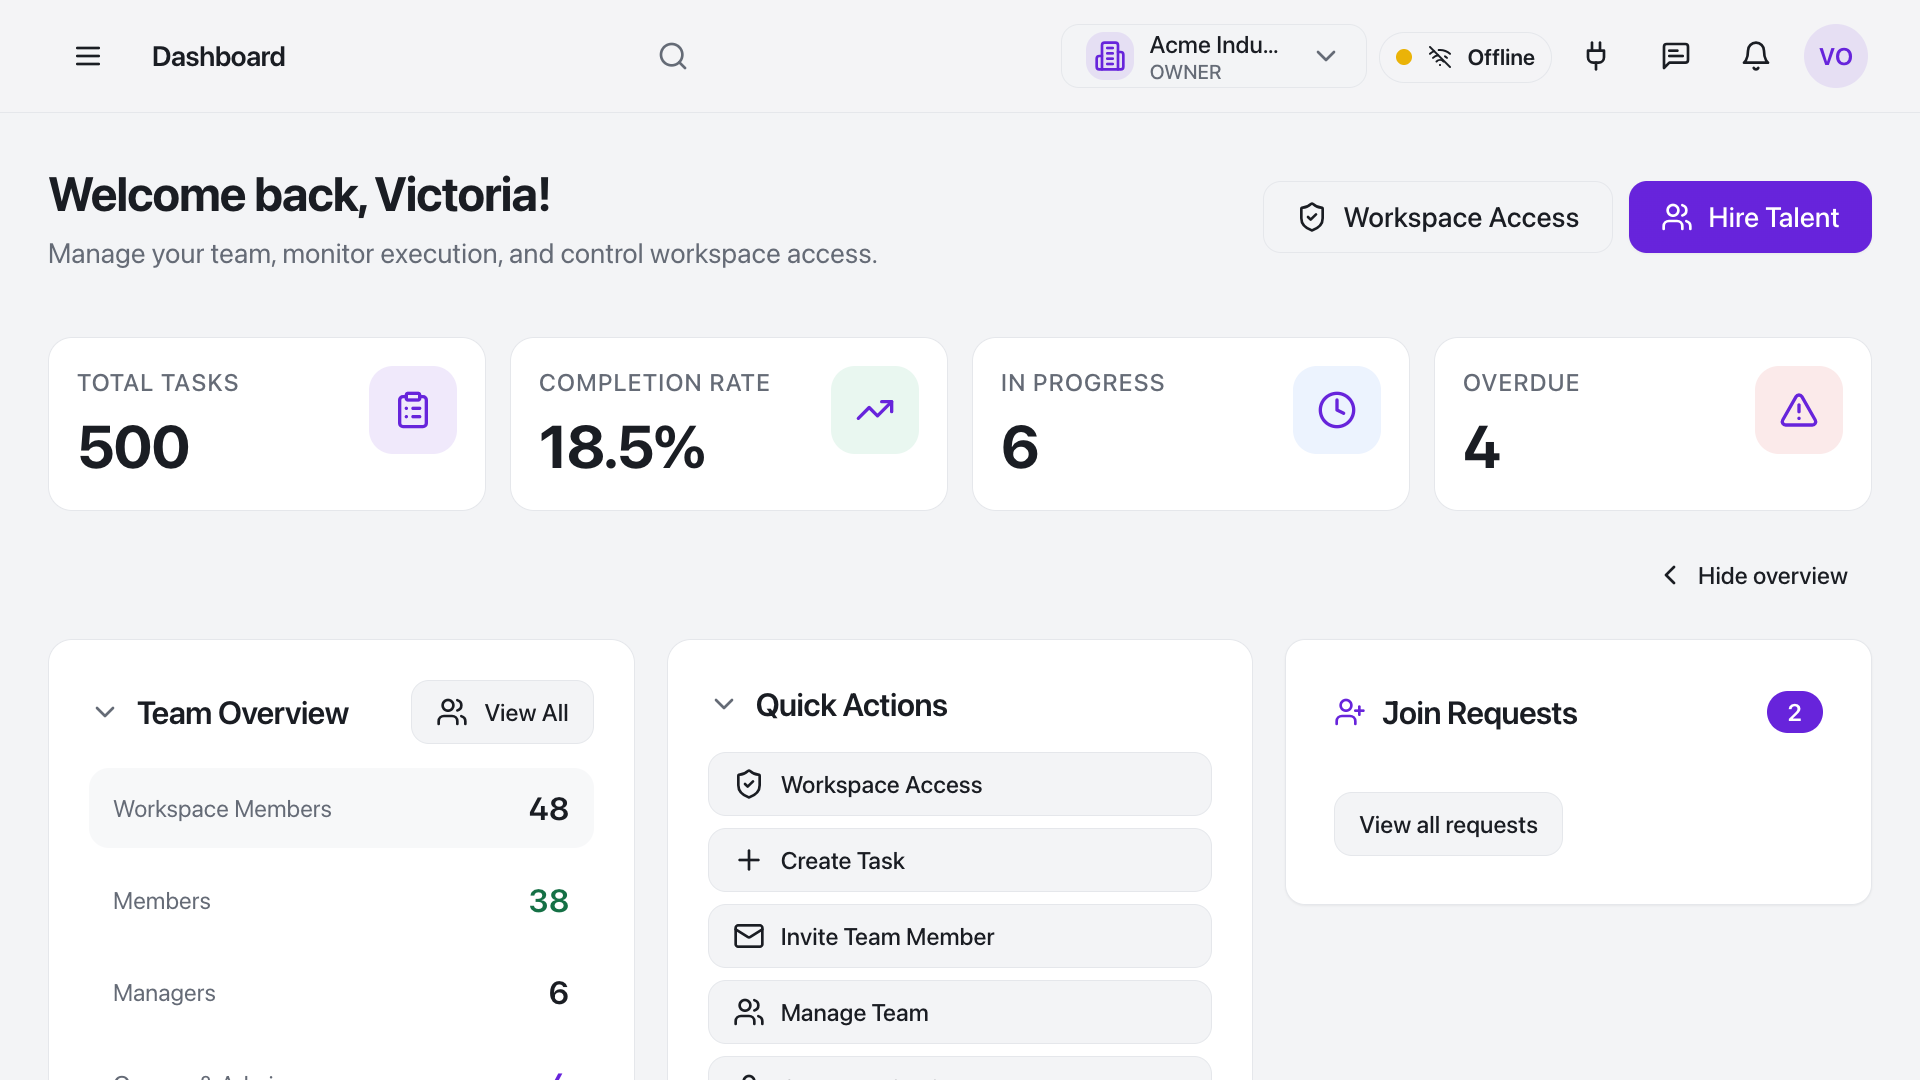 Dashboard
Acme Indu...
OWNER
Offline
VO
Welcome back, Victoria!
Manage your team, monitor execution, and control workspace access.
Workspace Access
Hire Talent
TOTAL TASKS
500
COMPLETION RATE
18.5%
IN PROGRESS
6
OVERDUE
4
Hide overview
Team Overview
View All
Workspace Members
48
Members
38
Managers
6
Quick Actions
Workspace Access
Create Task
Invite Team Member
Manage Team
Join Requests
2
View all requests